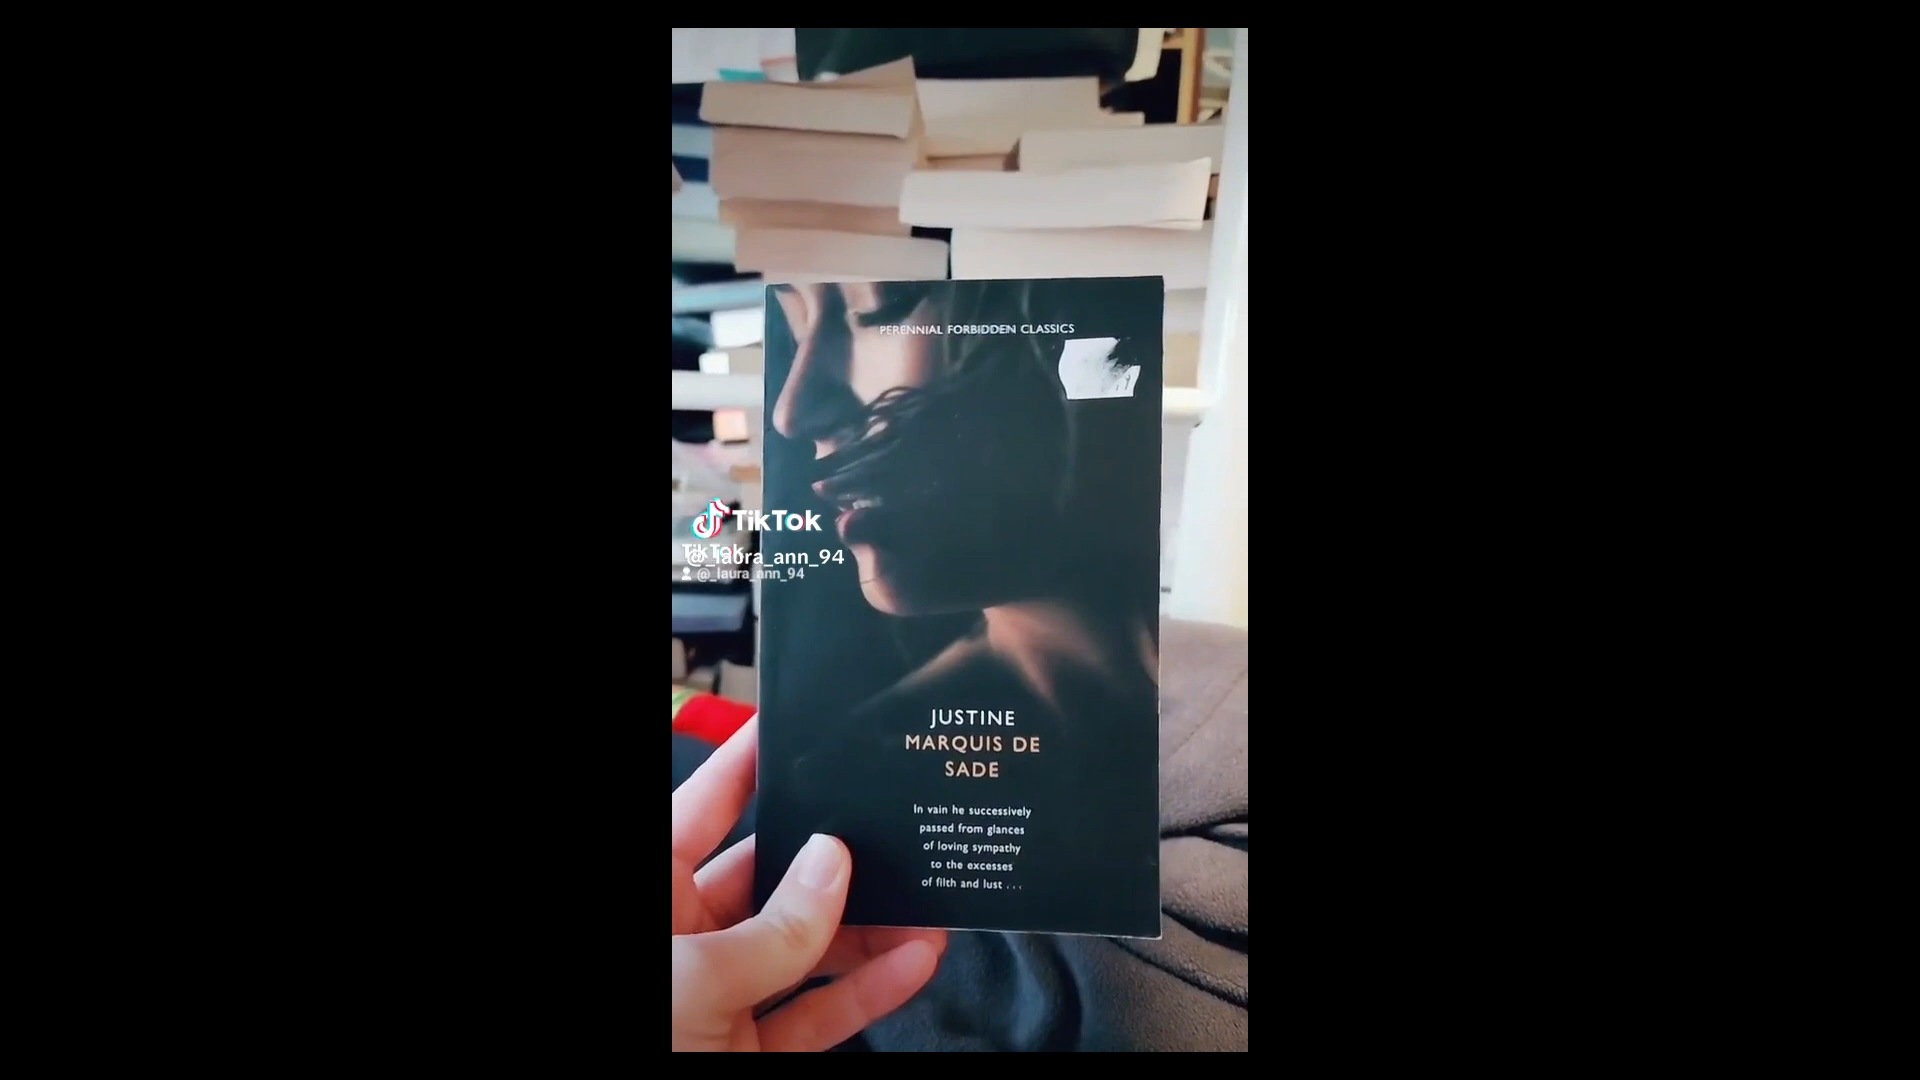 PERENNIAL FORBIDDEN CLASSICS
TikTok
@_laura_ann_94
TikTok
@_laura_ann_94
JUSTINE
MARQUIS DE
SADE
In vain he successively
passed from glances
of loving sympathy
to the excesses
of filth and lust . . .